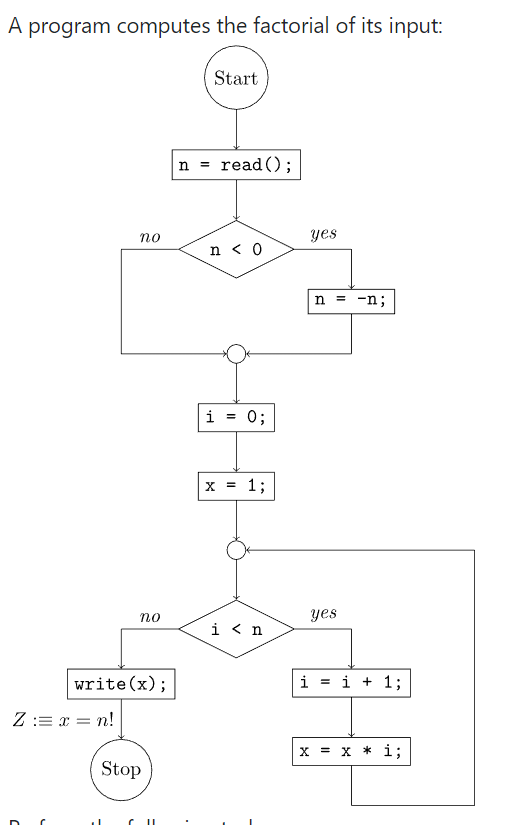 A program computes the factorial of its input:
Start
n = read();
no
yes
n < 0
n = -n;
i = 0;
x = 1;
no
yes
i < n
write(x);
i = i + 1;
Z :≡ x = n!
x = x * i;
Stop